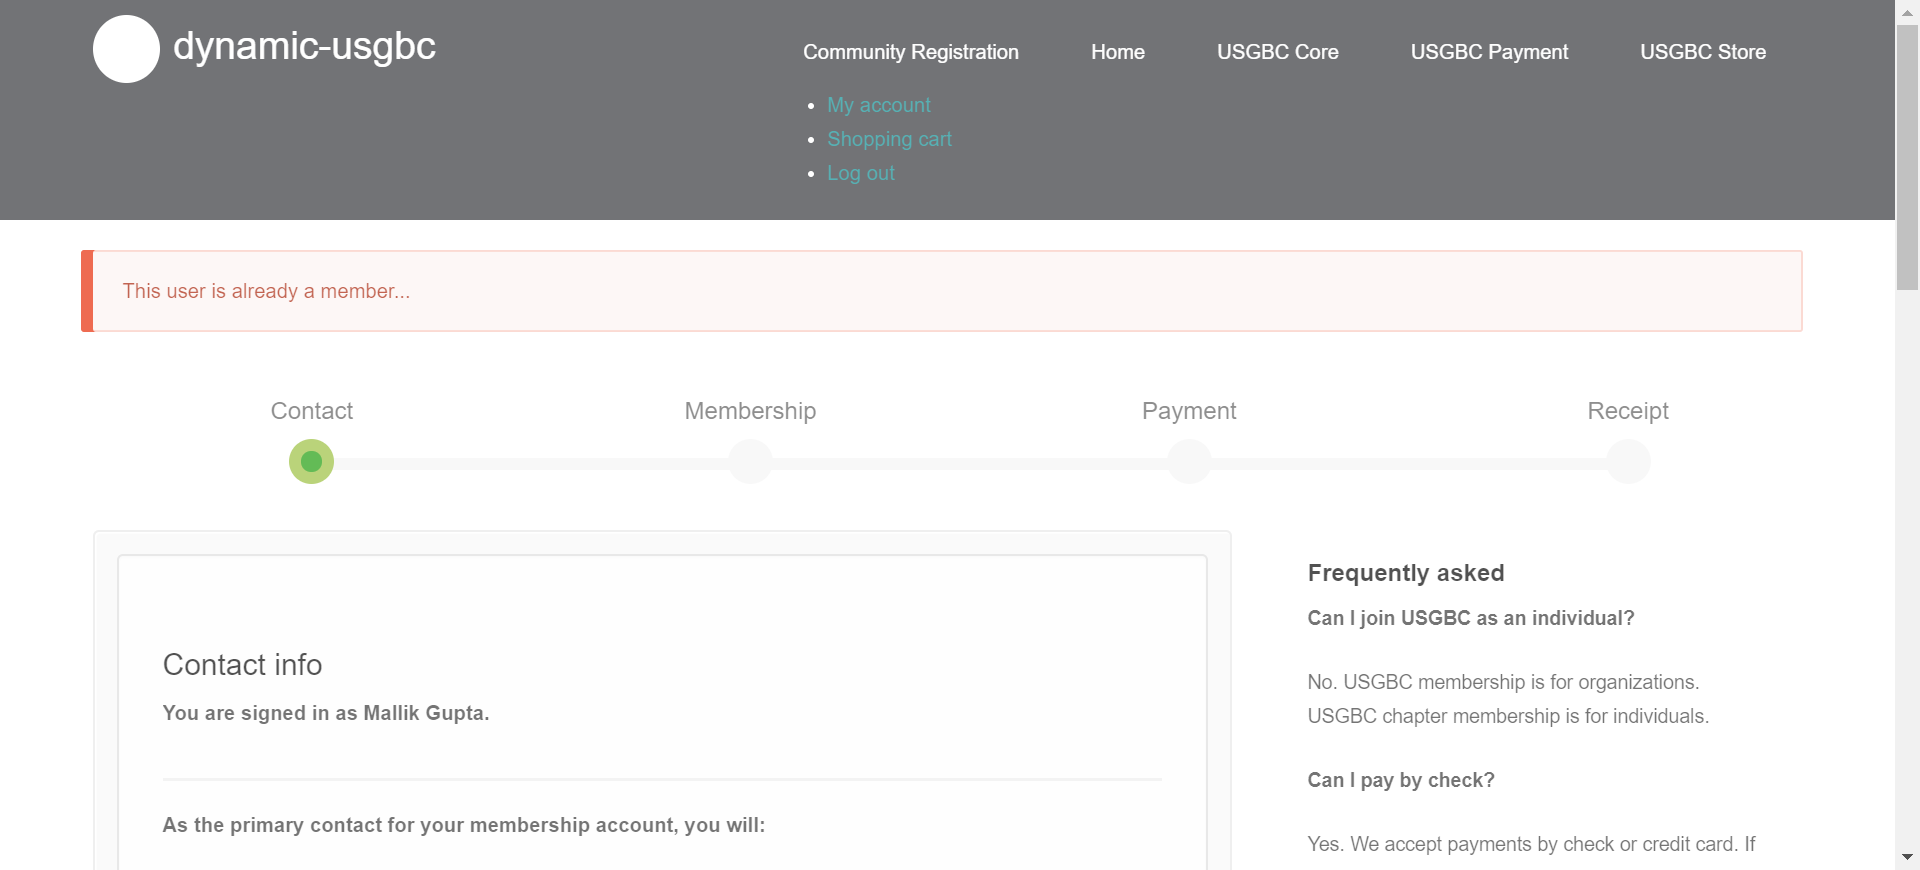 dynamic-usgbc
Community Registration
Home
USGBC Core
USGBC Payment
USGBC Store
My account
Shopping cart
Log out
This user is already a member...
Contact
Membership
Payment
Receipt
Contact info
You are signed in as Mallik Gupta.
As the primary contact for your membership account, you will:
Frequently asked
Can I join USGBC as an individual?
No. USGBC membership is for organizations.
USGBC chapter membership is for individuals.
Can I pay by check?
Yes. We accept payments by check or credit card. If